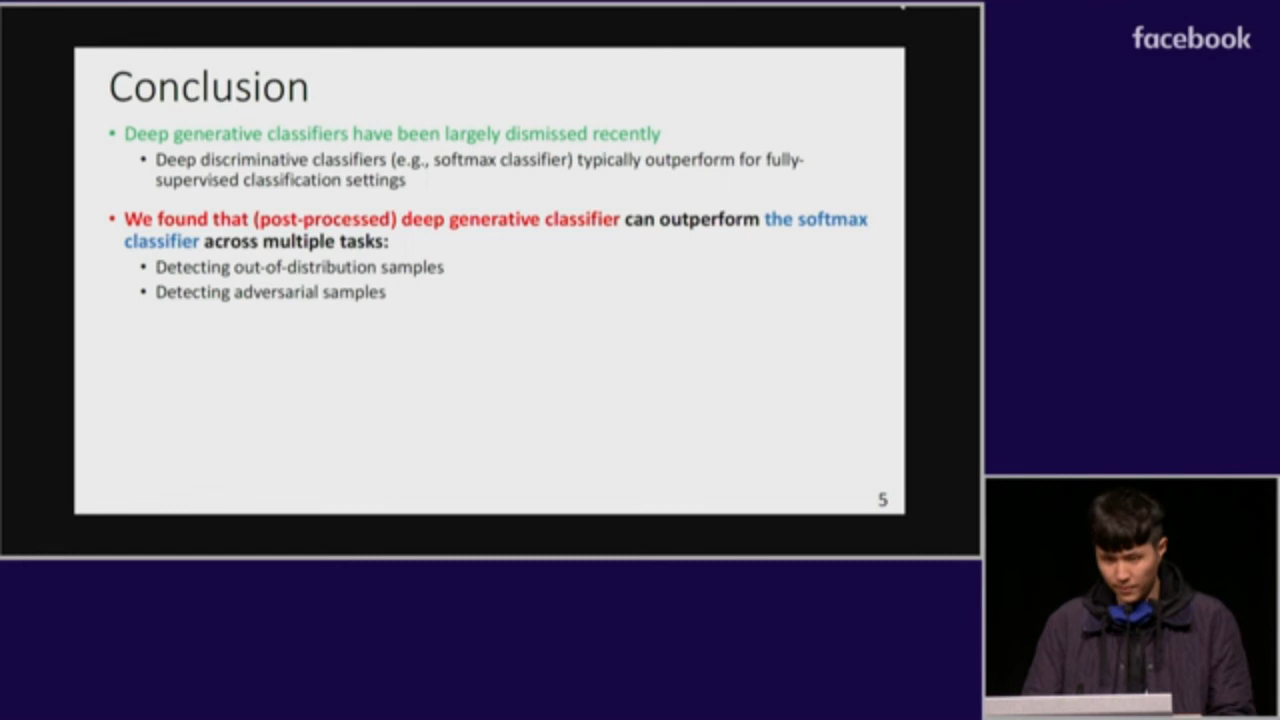 facebook
Conclusion
• Deep generative classifiers have been largely dismissed recently
• Deep discriminative classifiers (e.g., softmax classifier) typically outperform for fully-
supervised classification settings
• We found that (post-processed) deep generative classifier can outperform the softmax
classifier across multiple tasks:
• Detecting out-of-distribution samples
• Detecting adversarial samples
5